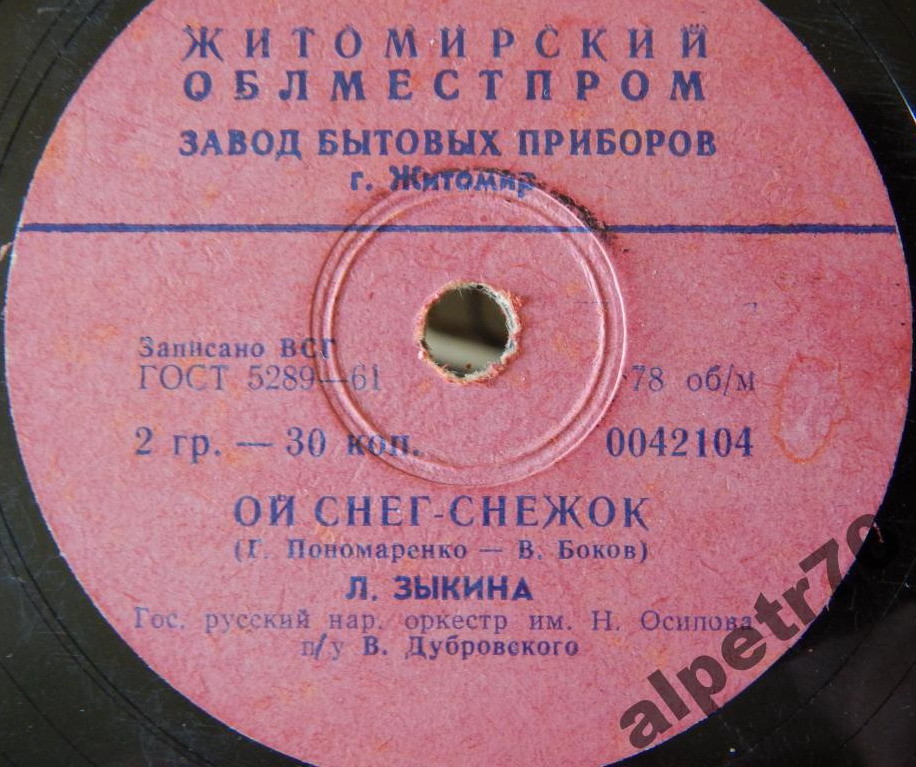 ЖИТОМИРСКИЙ
ОБЛМЕСТПРОМ
ЗАВОД БЫТОВЫХ ПРИБОРОВ
г. Житомир
Записано ВСГ
ГОСТ 5289—61 78 об/м
2 гр. — 30 коп. 0042104
ОЙ СНЕГ-СНЕЖОК
(Г. Пономаренко — В. Боков)
Л. ЗЫКИНА
Гос. русский нар. оркестр им. Н. Осипова
п/у В. Дубровского
alpetr70